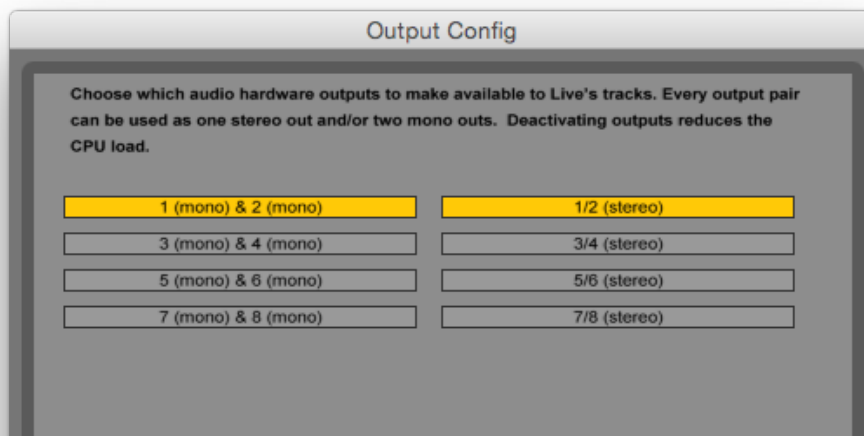 Output Config
Choose which audio hardware outputs to make available to Live's tracks. Every output pair
can be used as one stereo out and/or two mono outs.  Deactivating outputs reduces the
CPU load.
1 (mono) & 2 (mono)
1/2 (stereo)
3 (mono) & 4 (mono)
3/4 (stereo)
5 (mono) & 6 (mono)
5/6 (stereo)
7 (mono) & 8 (mono)
7/8 (stereo)